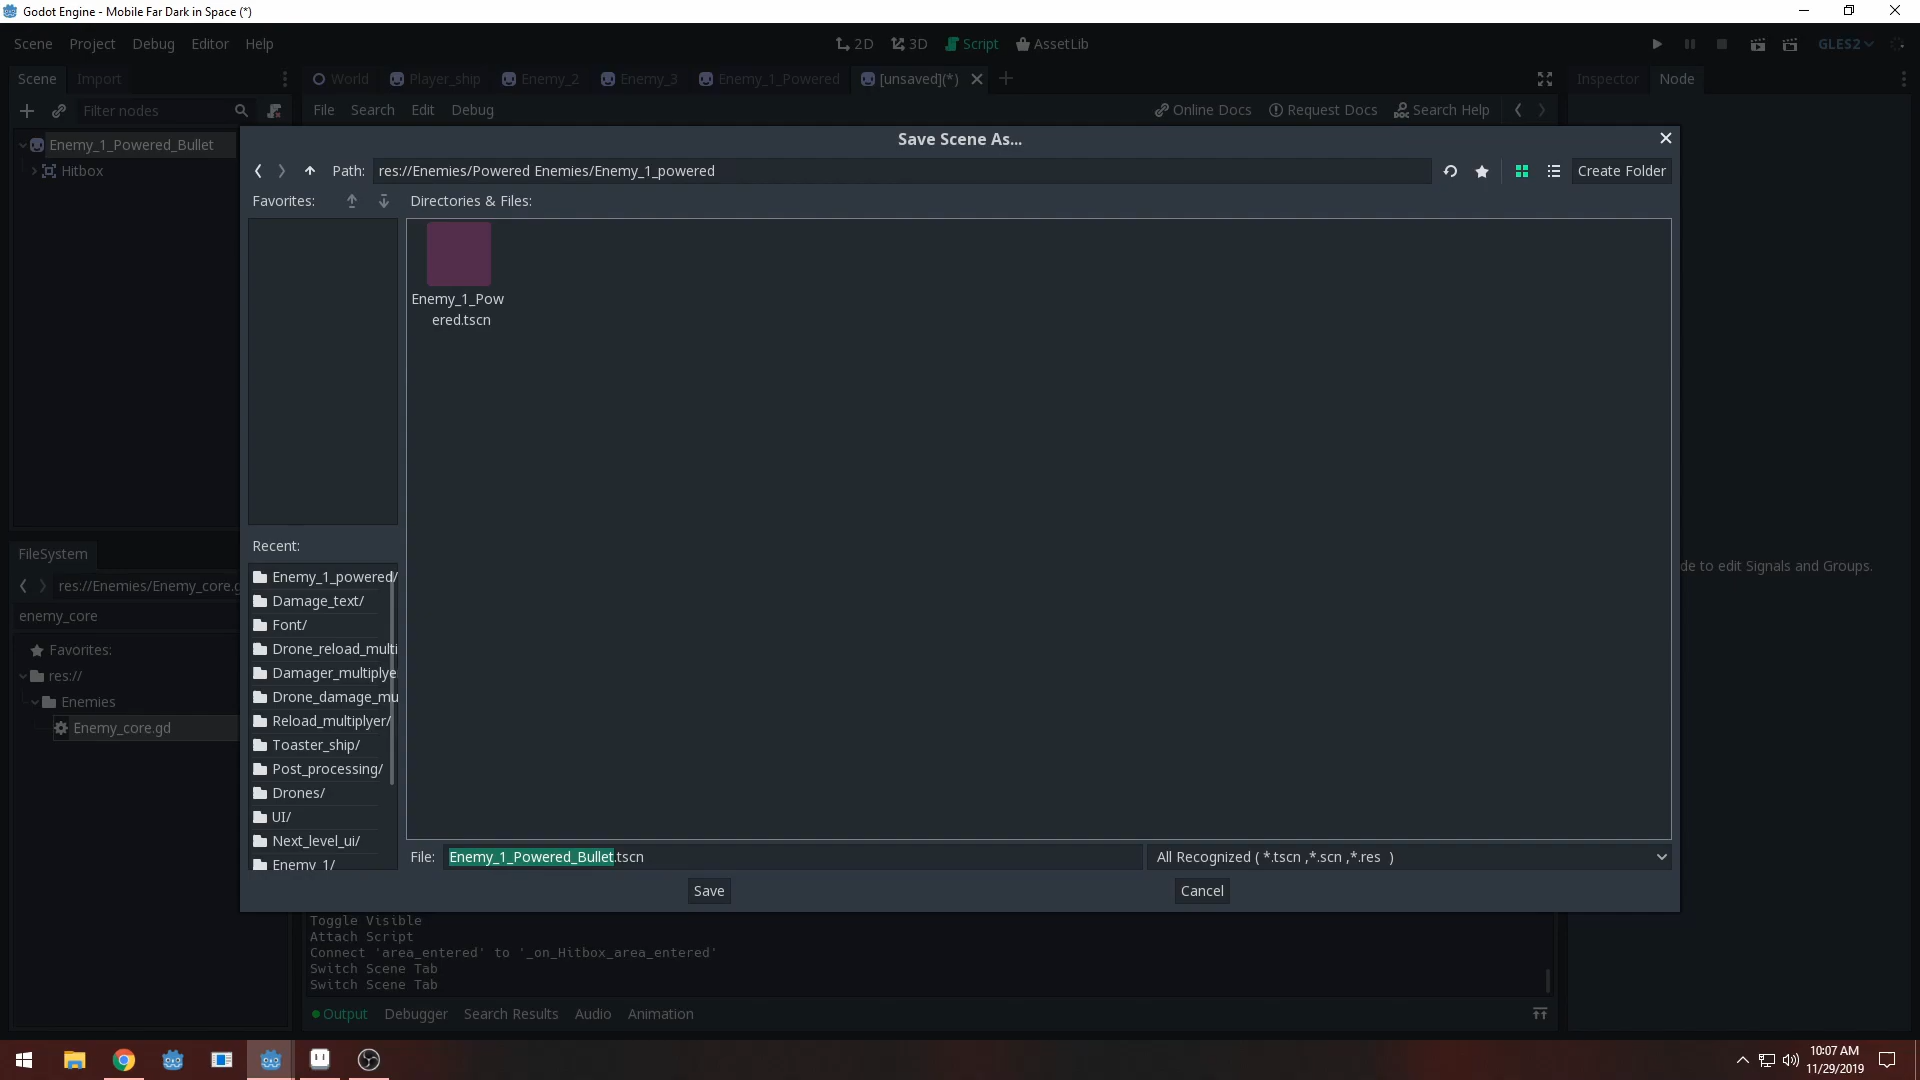 Godot Engine - Mobile Far Dark in Space (*)
Scene Project Debug Editor Help
2D 3D Script AssetLib
GLES2
Scene Import
World Player_ship Enemy_2 Enemy_3 Enemy_1_Powered [unsaved](*)
Inspector Node
Filter nodes
File Search Edit Debug
Online Docs Request Docs Search Help
Enemy_1_Powered_Bullet
Hitbox
Save Scene As...
Path: res://Enemies/Powered Enemies/Enemy_1_powered
Create Folder
Favorites:
Directories & Files:
Enemy_1_Pow
ered.tscn
Recent:
Enemy_1_powered/
Damage_text/
Font/
Drone_reload_multi
Damager_multiplye
Drone_damage_mu
Reload_multiplyer/
Toaster_ship/
Post_processing/
Drones/
UI/
Next_level_ui/
Enemy_1/
File: Enemy_1_Powered_Bullet.tscn
All Recognized ( *.tscn ,*.scn ,*.res )
Save
Cancel
FileSystem
res://Enemies/Enemy_core.g
enemy_core
Favorites:
res://
Enemies
Enemy_core.gd
de to edit Signals and Groups.
Toggle Visible
Attach Script
Connect 'area_entered' to '_on_Hitbox_area_entered'
Switch Scene Tab
Switch Scene Tab
Output Debugger Search Results Audio Animation
10:07 AM
11/29/2019